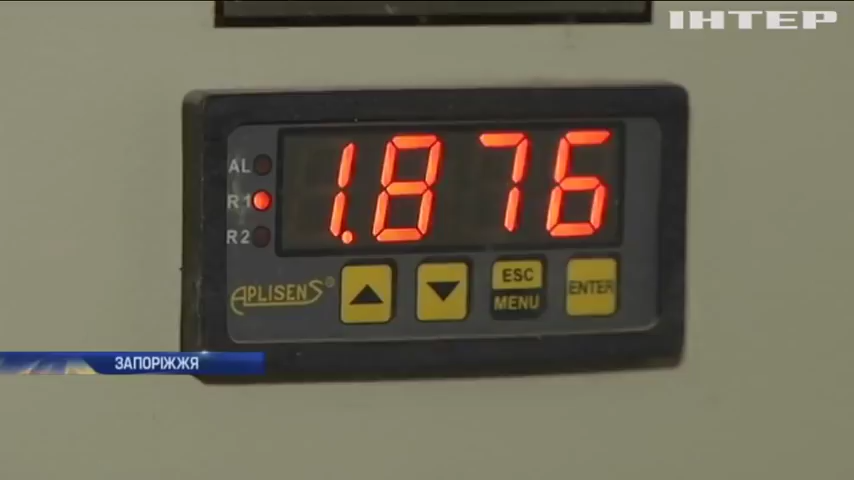 ІНТЕР
AL
R1
R2
1.876
APLISENS®
ESC
MENU
ENTER
ЗАПОРІЖЖЯ